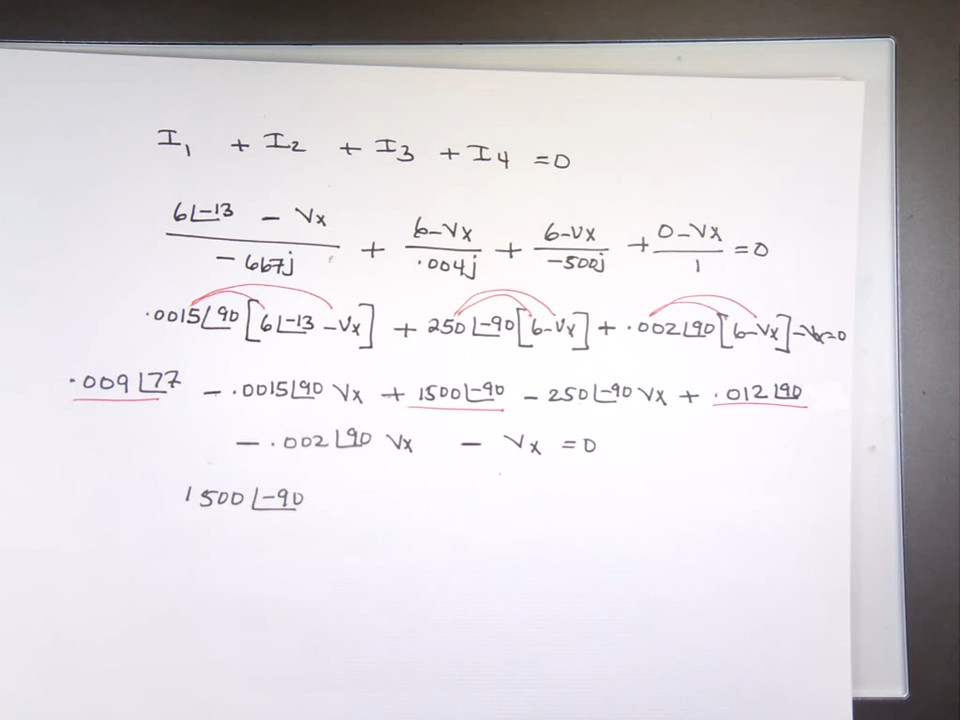 I₁ + I₂ + I₃ + I₄ = 0
6∠-13 - Vx / -667j + 6-Vx / .004j + 6-Vx / -500j + 0-Vx / 1 = 0
.0015∠90 [6∠-13 -Vx] + 250∠-90 [6-Vx] + .002∠90 [6-Vx] -Vx=0
.009∠77 - .0015∠90 Vx + 1500∠-90 - 250∠-90 Vx + .012∠90
- .002∠90 Vx - Vx = 0
1500∠-90